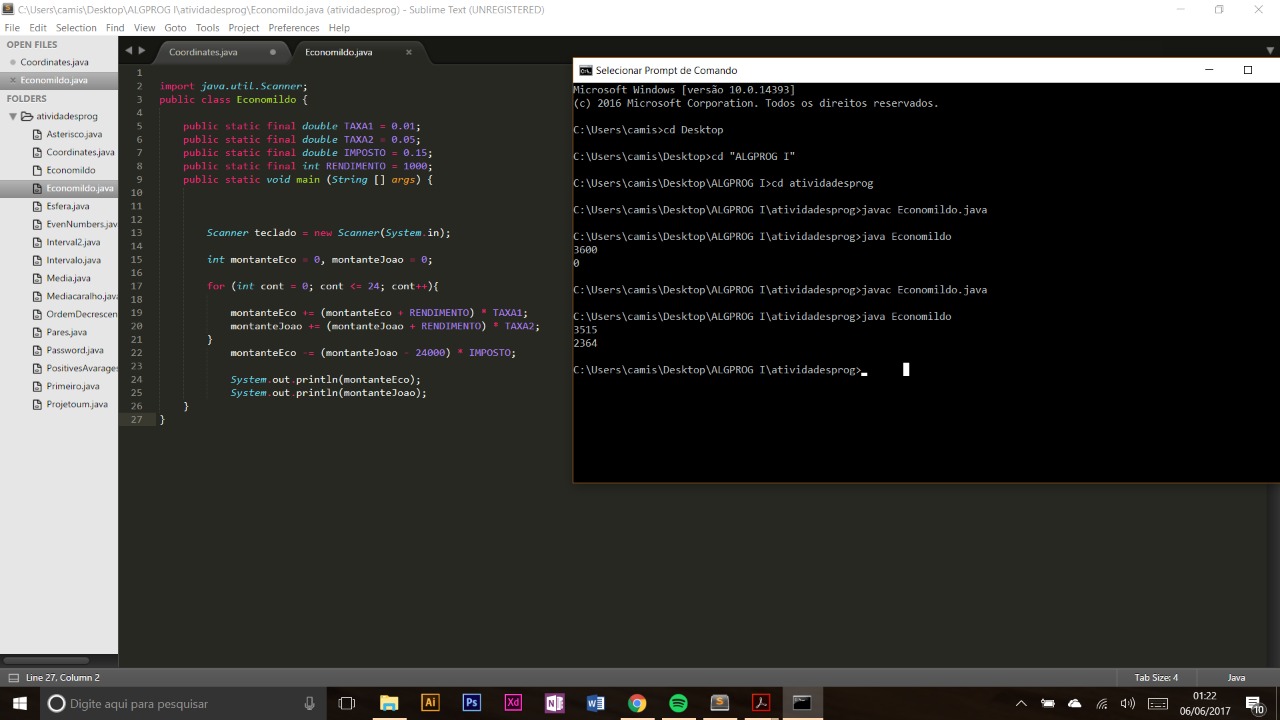 C:\Users\camis\Desktop\ALGPROG I\atividadesprog\Economildo.java (atividadesprog) - Sublime Text (UNREGISTERED)
File Edit Selection Find View Goto Tools Project Preferences Help
OPEN FILES
Coordinates.java
Economildo.java
FOLDERS
atividadesprog
Asterisco.java
Coordinates.java
Economildo
Economildo.java
Esfera.java
EvenNumbers.jav
Interval2.java
Intervalo.java
Media.java
Mediacaralho.jav
OrdemDecrescen
Pares.java
Password.java
PositivesAvarages
Primeiro.java
Projetoum.java
Coordinates.java Economildo.java
1
2 import java.util.Scanner;
3 public class Economildo {
4
5 public static final double TAXA1 = 0.01;
6 public static final double TAXA2 = 0.05;
7 public static final double IMPOSTO = 0.15;
8 public static final int RENDIMENTO = 1000;
9 public static void main (String [] args) {
10
11
12
13 Scanner teclado = new Scanner(System.in);
14
15 int montanteEco = 0, montanteJoao = 0;
16
17 for (int cont = 0; cont <= 24; cont++){
18
19 montanteEco += (montanteEco + RENDIMENTO) * TAXA1;
20 montanteJoao += (montanteJoao + RENDIMENTO) * TAXA2;
21 }
22 montanteEco -= (montanteJoao - 24000) * IMPOSTO;
23
24 System.out.println(montanteEco);
25 System.out.println(montanteJoao);
26 }
27 }
Selecionar Prompt de Comando
Microsoft Windows [versão 10.0.14393]
(c) 2016 Microsoft Corporation. Todos os direitos reservados.
C:\Users\camis>cd Desktop
C:\Users\camis\Desktop>cd "ALGPROG I"
C:\Users\camis\Desktop\ALGPROG I>cd atividadesprog
C:\Users\camis\Desktop\ALGPROG I\atividadesprog>javac Economildo.java
C:\Users\camis\Desktop\ALGPROG I\atividadesprog>java Economildo
3600
0
C:\Users\camis\Desktop\ALGPROG I\atividadesprog>javac Economildo.java
C:\Users\camis\Desktop\ALGPROG I\atividadesprog>java Economildo
3515
2364
C:\Users\camis\Desktop\ALGPROG I\atividadesprog>
Line 27, Column 2 Tab Size: 4 Java
Digite aqui para pesquisar
Ai Ps Xd N W
01:22
06/06/2017
10